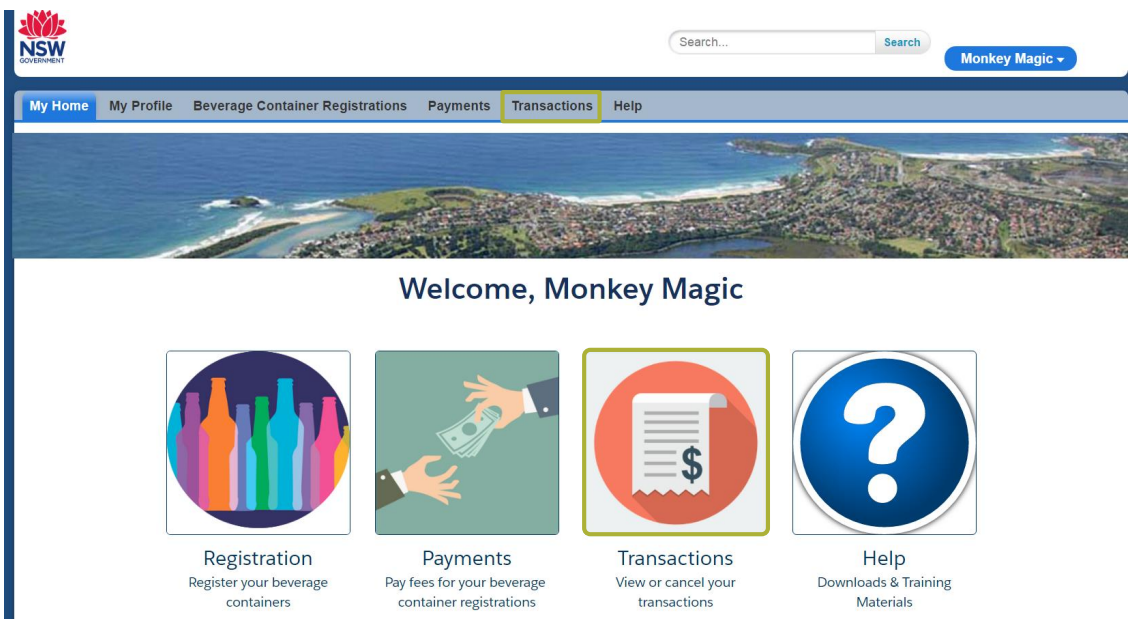 NSW
GOVERNMENT
Search...
Search
Monkey Magic
My Home
My Profile
Beverage Container Registrations
Payments
Transactions
Help
Welcome, Monkey Magic
$
?
Registration
Register your beverage
containers
Payments
Pay fees for your beverage
container registrations
Transactions
View or cancel your
transactions
Help
Downloads & Training
Materials